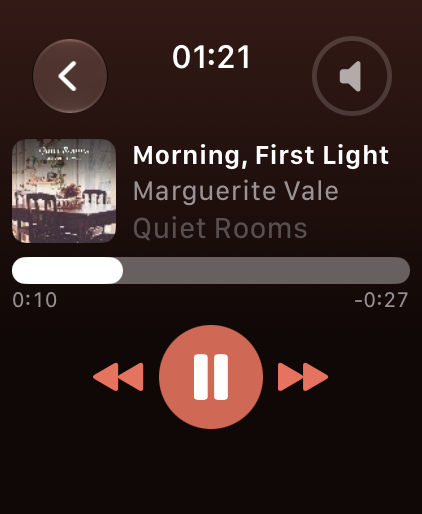 01:21
Morning, First Light
Marguerite Vale
Quiet Rooms
0:10
-0:27